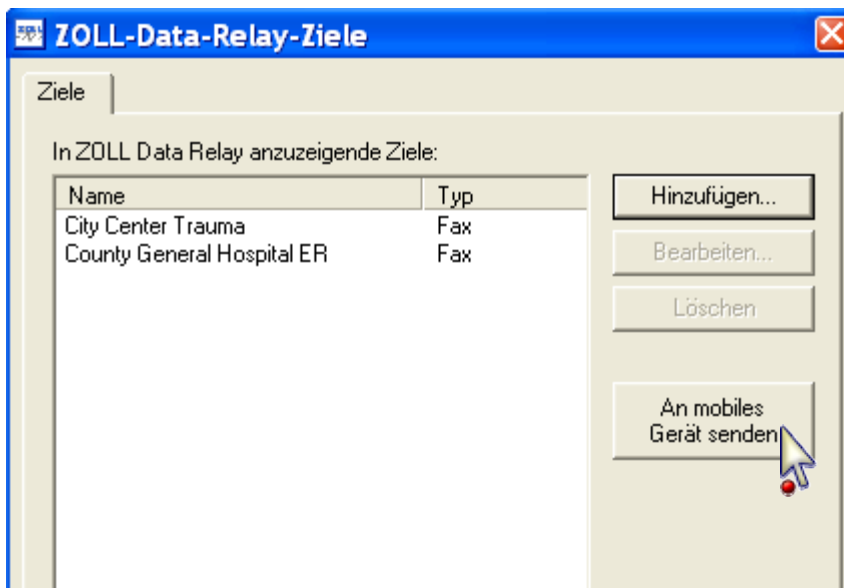 ZOLL-Data-Relay-Ziele
Ziele
In ZOLL Data Relay anzuzeigende Ziele:
Name Typ
City Center Trauma Fax
County General Hospital ER Fax
Hinzufügen...
Bearbeiten...
Löschen
An mobiles
Gerät senden